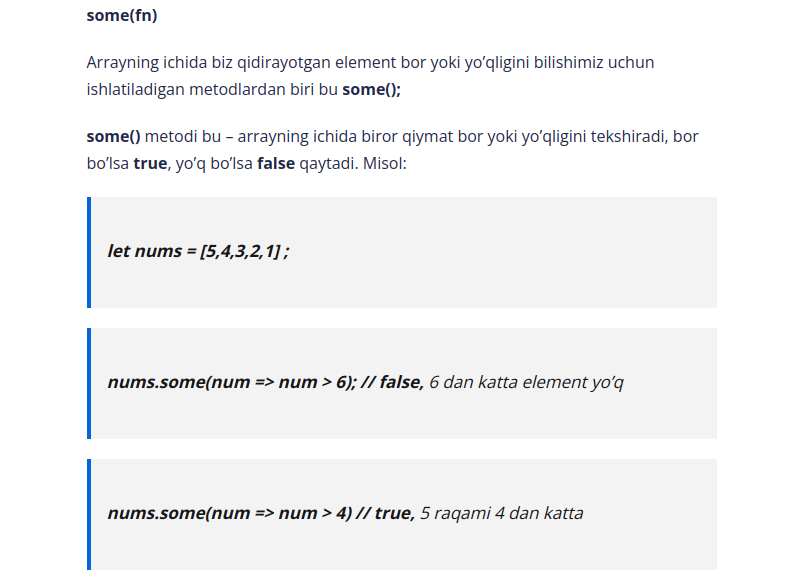 some(fn)
Arrayning ichida biz qidirayotgan element bor yoki yo’qligini bilishimiz uchun
ishlatiladigan metodlardan biri bu some();
some() metodi bu – arrayning ichida biror qiymat bor yoki yo’qligini tekshiradi, bor
bo’lsa true, yo’q bo’lsa false qaytadi. Misol:
let nums = [5,4,3,2,1] ;
nums.some(num => num > 6); // false, 6 dan katta element yo’q
nums.some(num => num > 4) // true, 5 raqami 4 dan katta